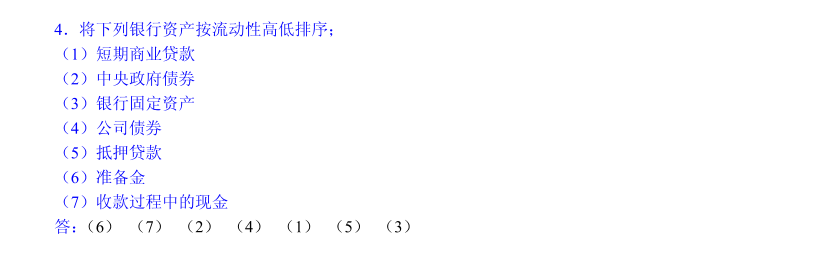 4．将下列银行资产按流动性高低排序；
（1）短期商业贷款
（2）中央政府债券
（3）银行固定资产
（4）公司债券
（5）抵押贷款
（6）准备金
（7）收款过程中的现金
答：（6） （7） （2） （4） （1） （5） （3）